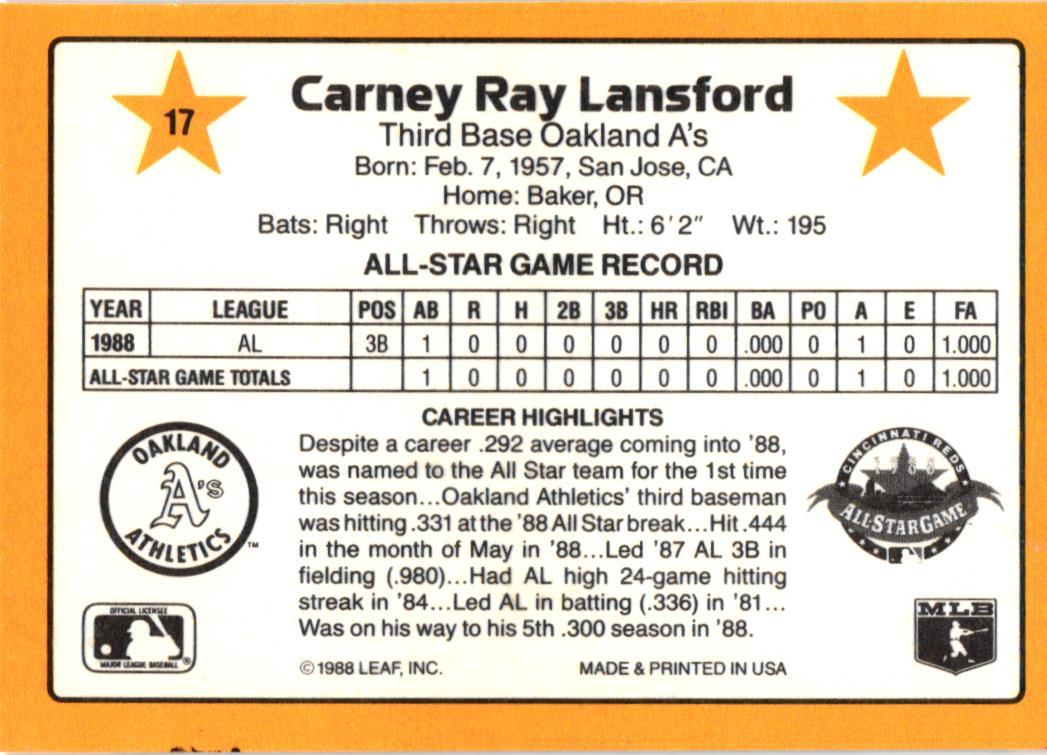 17
Carney Ray Lansford
Third Base Oakland A's
Born: Feb. 7, 1957, San Jose, CA
Home: Baker, OR
Bats: Right Throws: Right Ht.: 6'2" Wt.: 195
ALL-STAR GAME RECORD
YEAR LEAGUE POS AB R H 2B 3B HR RBI BA PO A E FA
1988 AL 3B 1 0 0 0 0 0 0 .000 0 1 0 1.000
ALL-STAR GAME TOTALS 1 0 0 0 0 0 0 .000 0 1 0 1.000
CAREER HIGHLIGHTS
Despite a career .292 average coming into '88,
was named to the All Star team for the 1st time
this season...Oakland Athletics' third baseman
was hitting .331 at the '88 All Star break...Hit .444
in the month of May in '88...Led '87 AL 3B in
fielding (.980)...Had AL high 24-game hitting
streak in '84...Led AL in batting (.336) in '81...
Was on his way to his 5th .300 season in '88.
OAKLAND
A's
ATHLETICS
™
CINCINNATI REDS
1988
ALL-STAR GAME
OFFICIAL LICENSEE
MAJOR LEAGUE BASEBALL ®
MLB
©1988 LEAF, INC. MADE & PRINTED IN USA